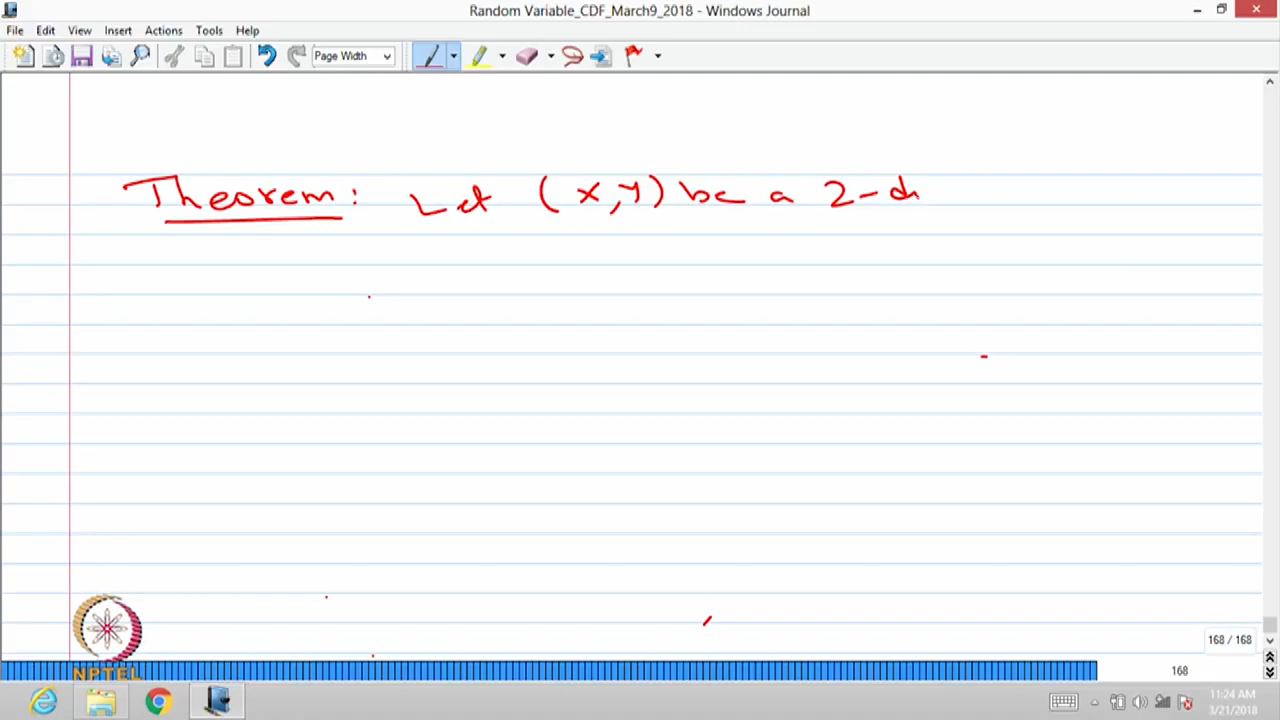 Random Variable_CDF_March9_2018 - Windows Journal
File Edit View Insert Actions Tools Help
Page Width
Theorem: Let (X,Y) be a 2-di
168 / 168
NPTEL
168
11:24 AM
3/21/2018